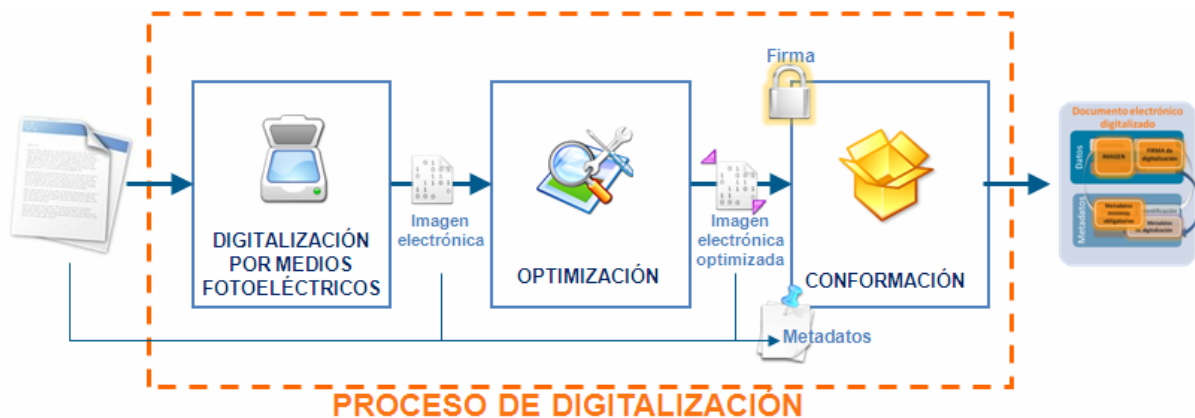 Firma
DIGITALIZACIÓN
POR MEDIOS
FOTOELÉCTRICOS
Imagen
electrónica
OPTIMIZACIÓN
Imagen
electrónica
optimizada
CONFORMACIÓN
Metadatos
Documento electrónico
digitalizado
Datos
IMAGEN
FIRMA de
digitalización
Metadatos
Metadatos
mínimos
obligatorios
Metadatos
de digitalización
PROCESO DE DIGITALIZACIÓN